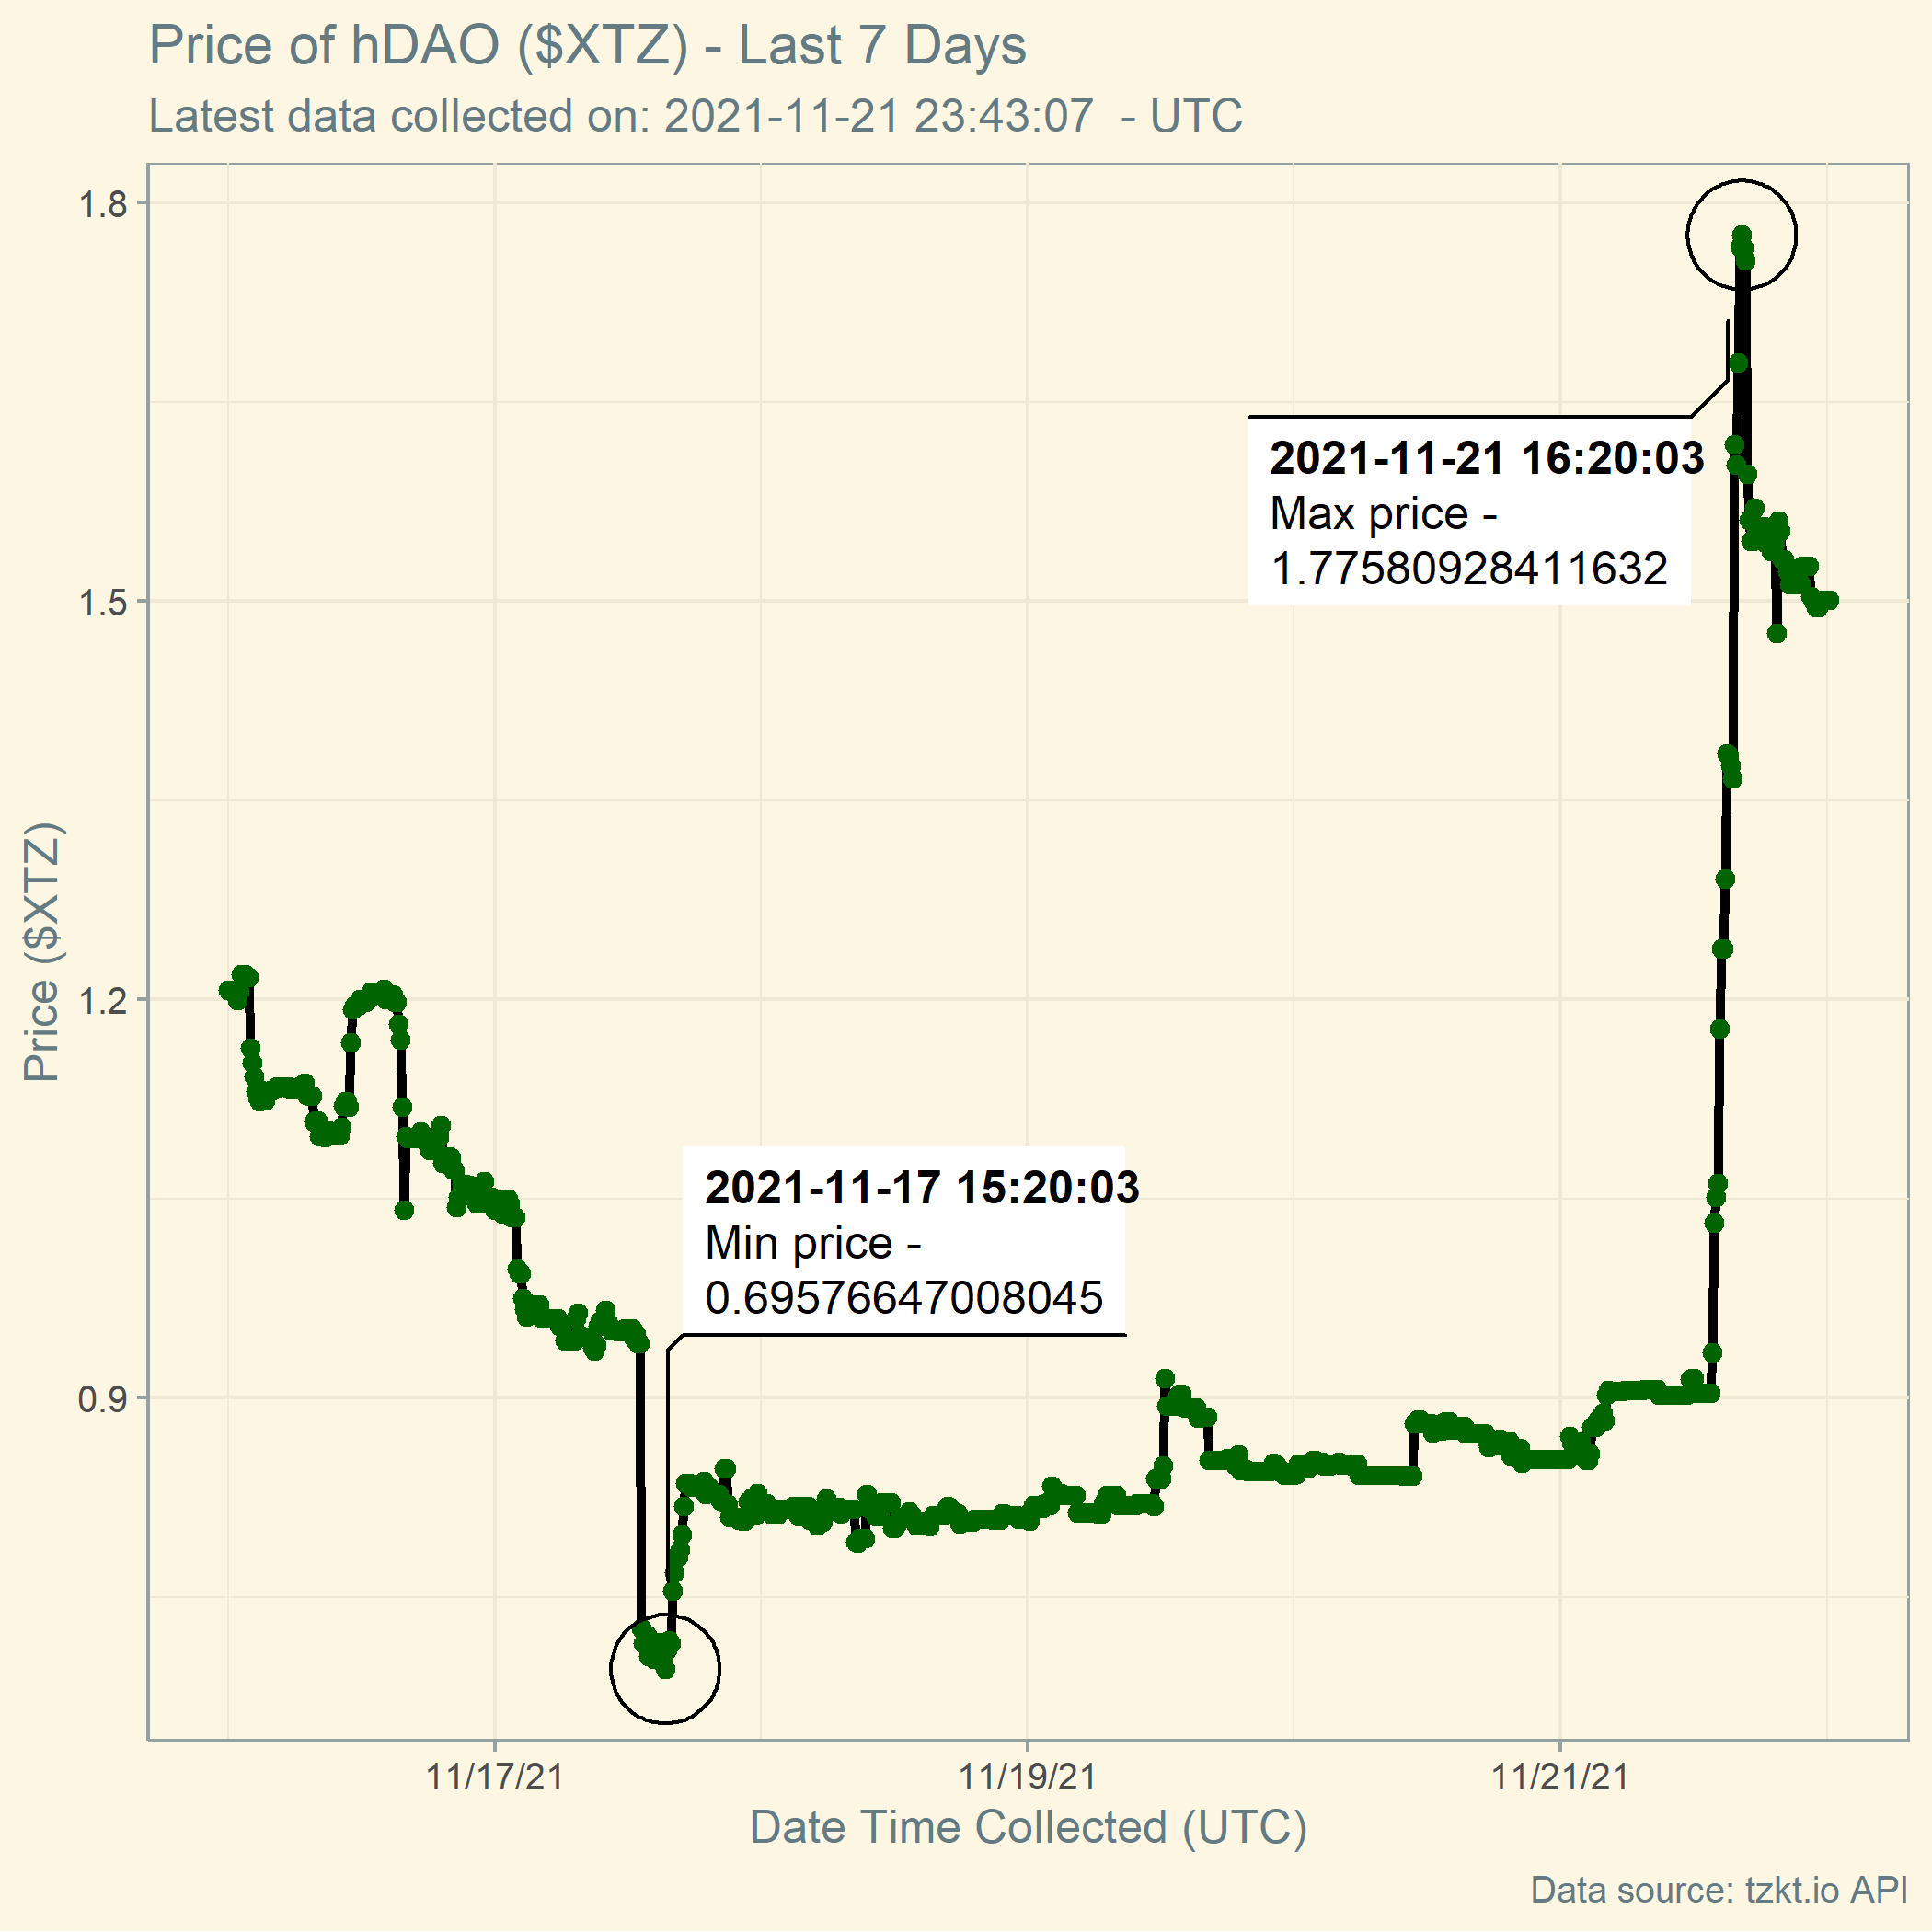 Price of hDAO ($XTZ) - Last 7 Days
Latest data collected on: 2021-11-21 23:43:07  - UTC
1.8
1.5
1.2
0.9
Price ($XTZ)
2021-11-21 16:20:03
Max price -
1.77580928411632
2021-11-17 15:20:03
Min price -
0.69576647008045
11/17/21
11/19/21
11/21/21
Date Time Collected (UTC)
Data source: tzkt.io API